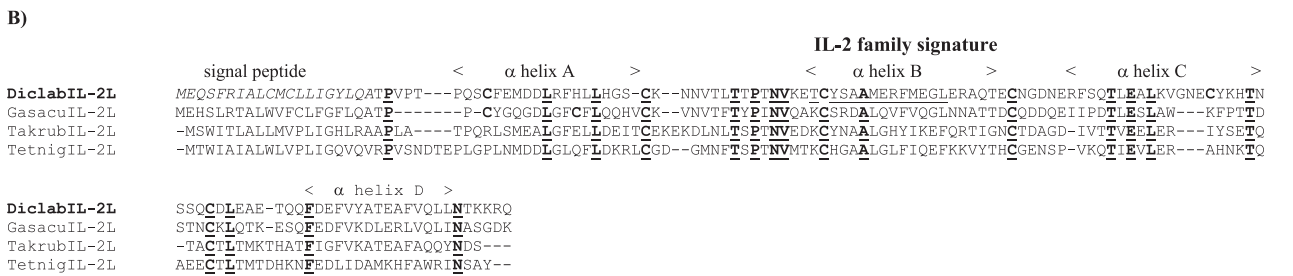 B)
IL-2 family signature
signal peptide < α helix A > < α helix B > < α helix C >
DiclabIL-2L MEQSFRIALCMCLLIGYLQATPVPT---PQSCFEMDDLRFHLLHGS-CK--NNVTLTTPTNVKETCYSAAMERFMEGLERAQTECNGDNERFSQTLEALKVGNECYKHTN
GasacuIL-2L MEHSLRTALWVFCLFGFLQATP------P-CYGQGDLGFCFLQQHVCK--VNVTFTYPINVQAKCSRDALQVFVQGLNNATTDCQDDQEIIPDTLESLAW---KFPTTD
TakrubIL-2L -MSWITLALLMVPLIGHLRAAPLA----TPQRLSMEALGFELLDEITCEKEKDLNLTSPTNVEDKCYNAALGHYIKEFQRTIGNCTDAGD-IVTTVEELER---IYSETQ
TetnigIL-2L -MTWIAIALWLVPLIGQVQVRPVSNDTEPLGPLNMDDLGLQFLDKRLCGD--GMNFTSPTNVMTKCHGAALGLFIQEFKKVYTHCGENSP-VKQTIEVLER---AHNKTQ
< α helix D >
DiclabIL-2L SSQCDLEAE-TQQFDEFVYATEAFVQLLNTKKRQ
GasacuIL-2L STNCKLQTK-ESQFEDFVKDLERLVQLINASGDK
TakrubIL-2L -TACTLTMKTHATFIGFVKATEAFAQQYNDS---
TetnigIL-2L AEECTLTMTDHKNFEDLIDAMKHFAWRINSAY--